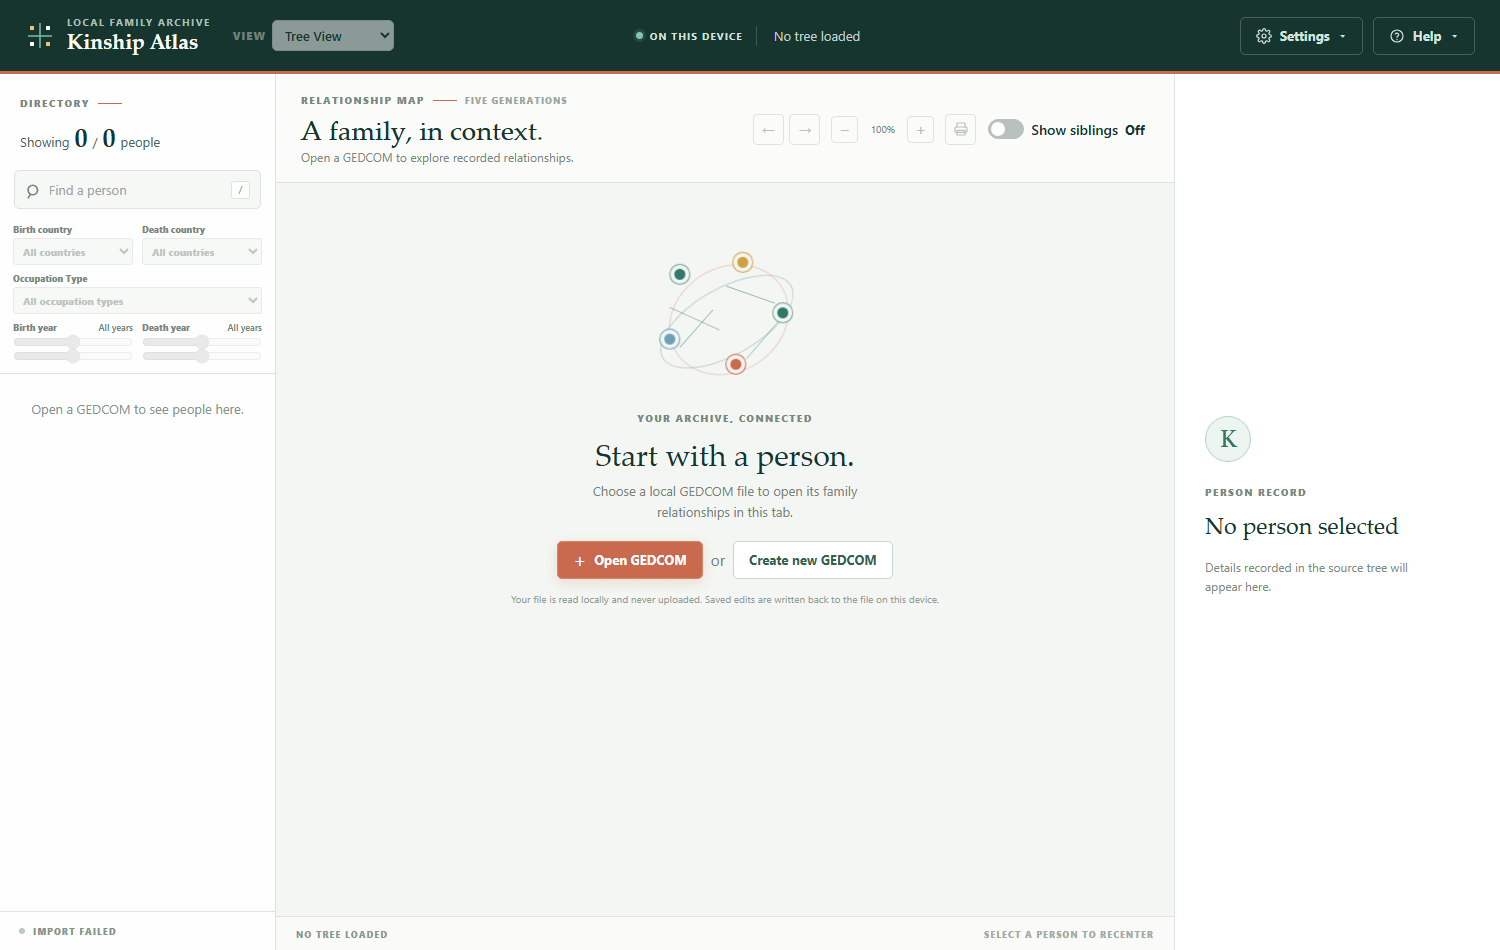 LOCAL FAMILY ARCHIVE
Kinship Atlas
VIEW
Tree View
ON THIS DEVICE
No tree loaded
Settings
Help
DIRECTORY
Showing 0 / 0 people
Find a person
/
Birth country
Death country
All countries
All countries
Occupation Type
All occupation types
Birth year
All years
Death year
All years
Open a GEDCOM to see people here.
IMPORT FAILED
RELATIONSHIP MAP
FIVE GENERATIONS
A family, in context.
Open a GEDCOM to explore recorded relationships.
← → − 100% +
Show siblings Off
YOUR ARCHIVE, CONNECTED
Start with a person.
Choose a local GEDCOM file to open its family
relationships in this tab.
+ Open GEDCOM
or
Create new GEDCOM
Your file is read locally and never uploaded. Saved edits are written back to the file on this device.
NO TREE LOADED
SELECT A PERSON TO RECENTER
K
PERSON RECORD
No person selected
Details recorded in the source tree will
appear here.